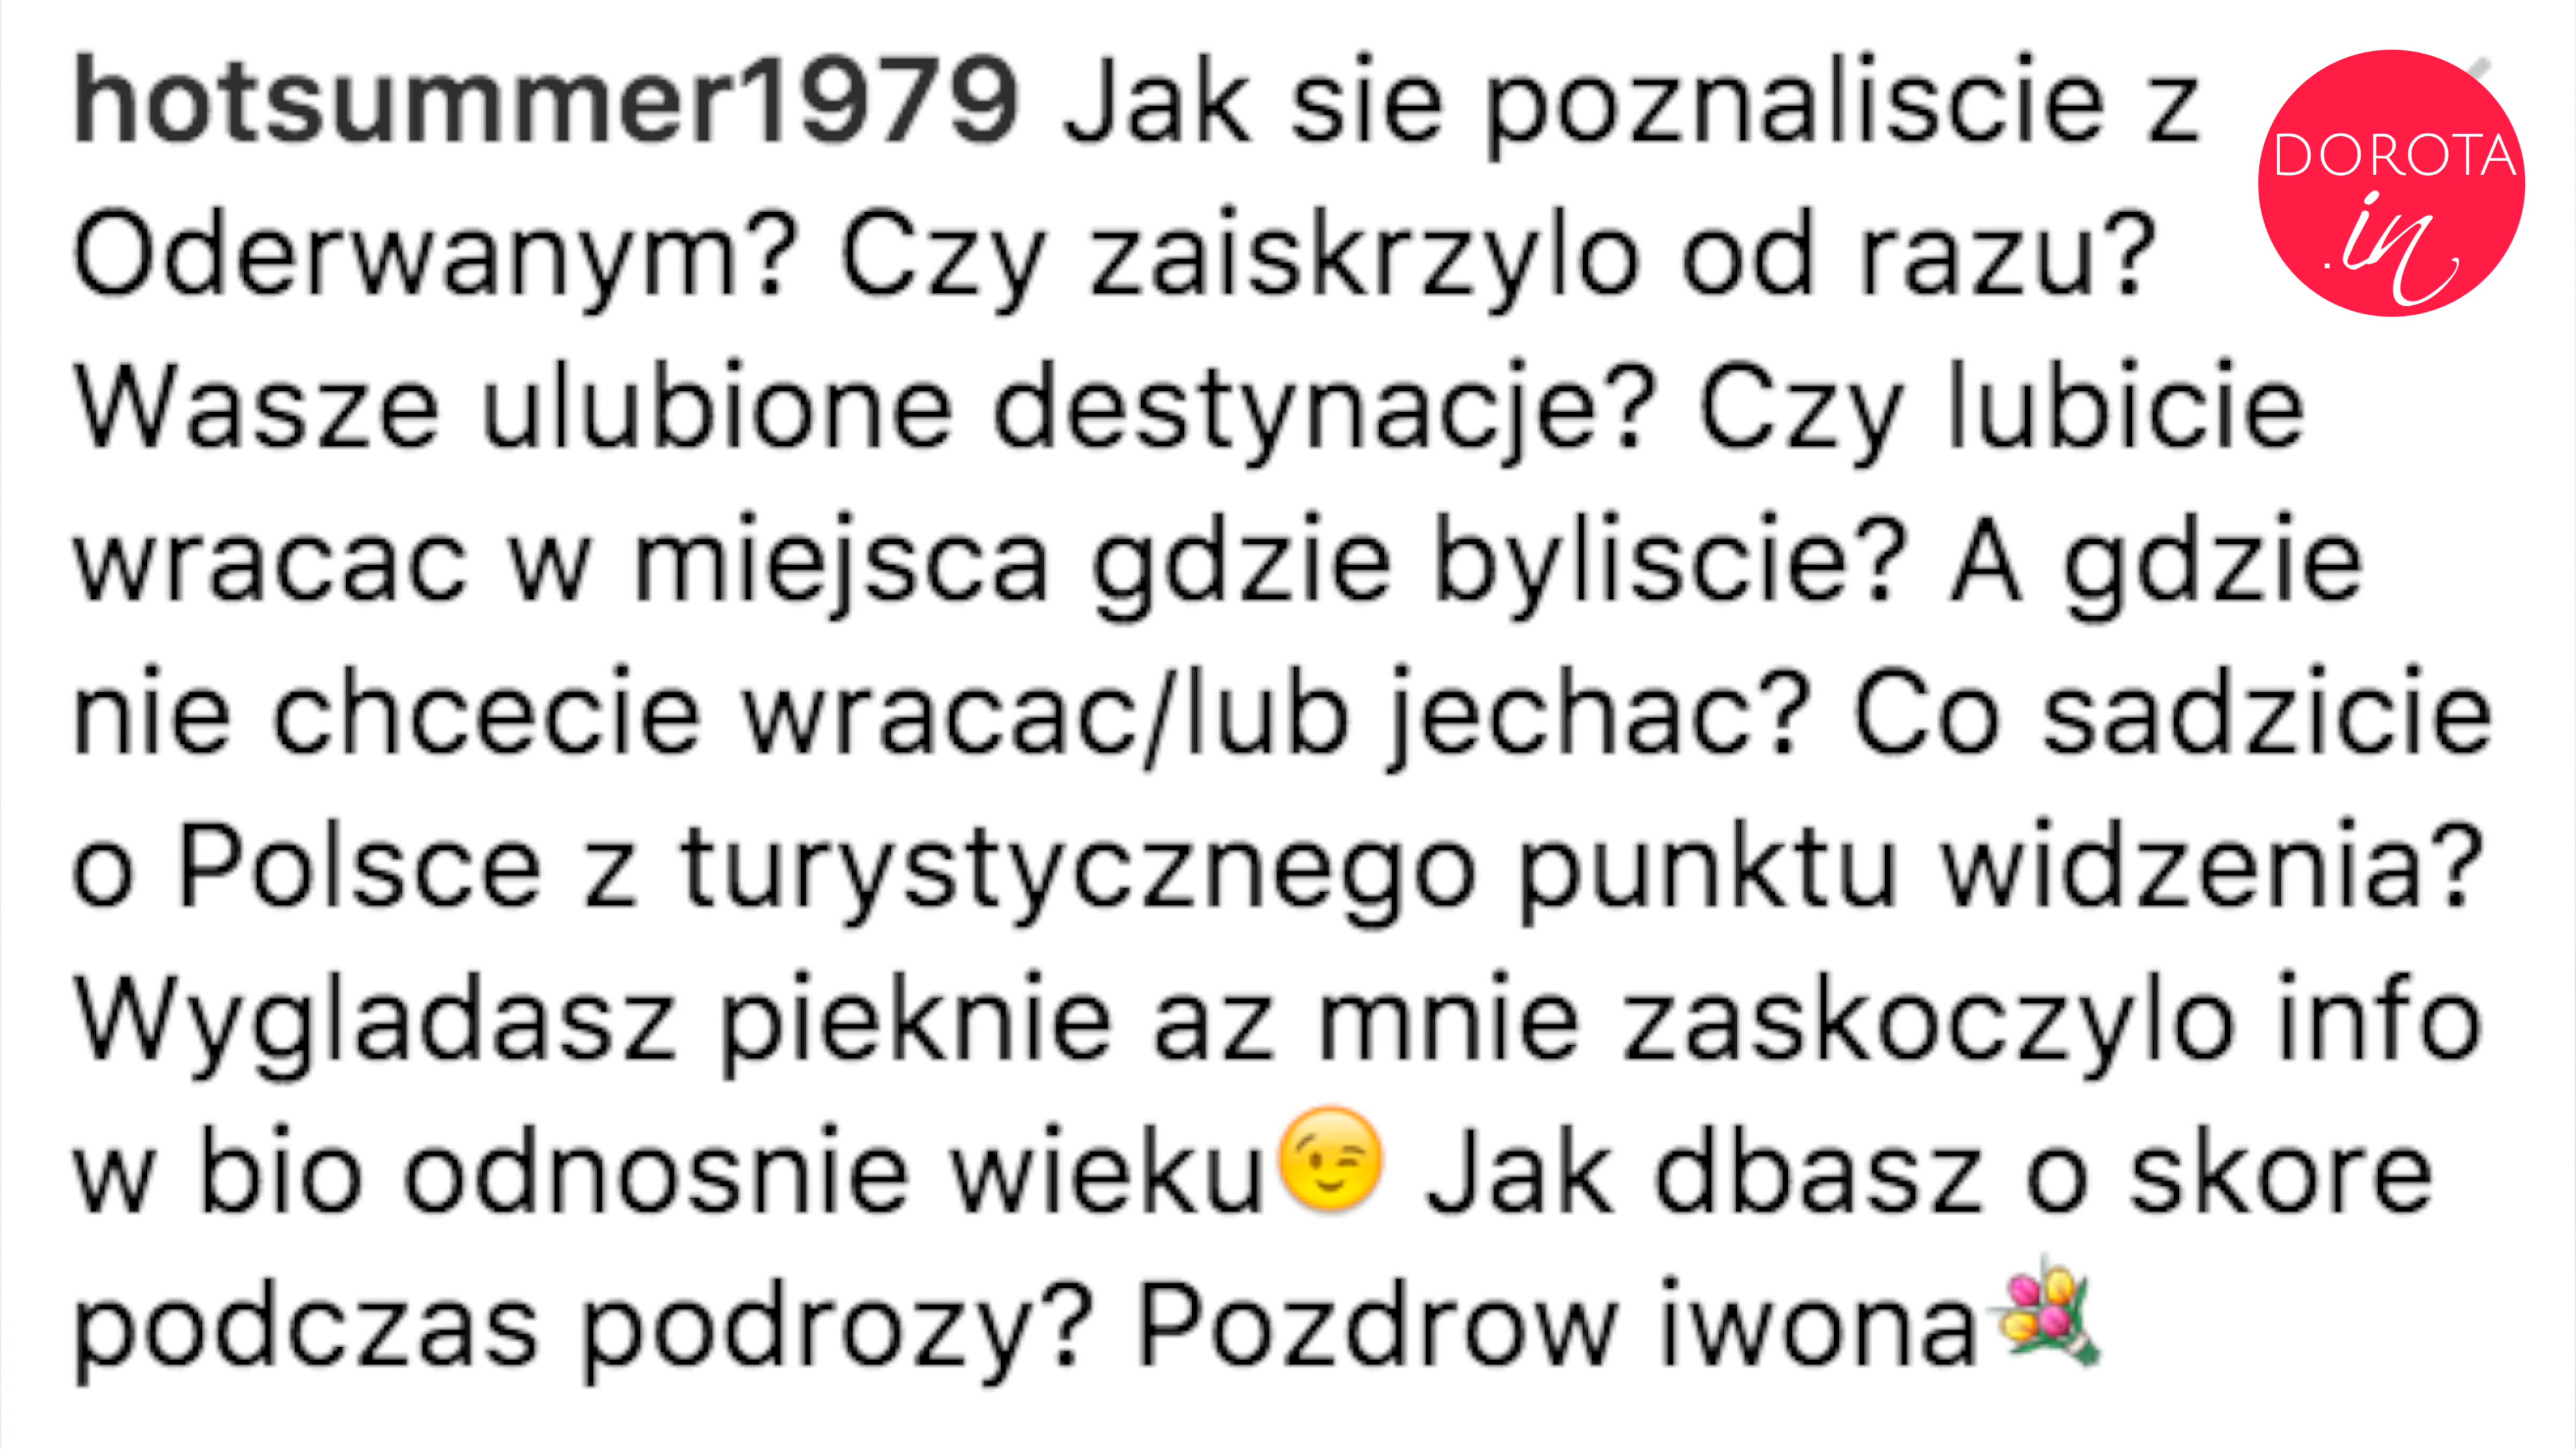 hotsummer1979 Jak sie poznaliscie z
Oderwanym? Czy zaiskrzylo od razu?
Wasze ulubione destynacje? Czy lubicie
wracac w miejsca gdzie byliscie? A gdzie
nie chcecie wracac/lub jechac? Co sadzicie
o Polsce z turystycznego punktu widzenia?
Wygladasz pieknie az mnie zaskoczylo info
w bio odnosnie wieku😉 Jak dbasz o skore
podczas podrozy? Pozdrow iwona💐
DOROTA
.in